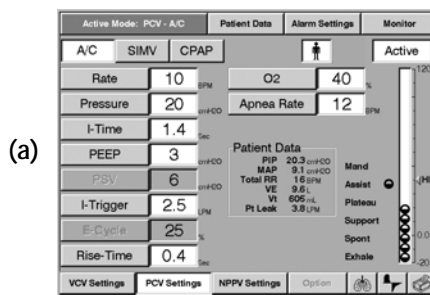 Active Mode: PCV - A/C Patient Data Alarm Settings Monitor
A/C SIMV CPAP Active
Rate 10 BPM O2 40 %
Pressure 20 cmH2O Apnea Rate 12 BPM
I-Time 1.4 Sec
(a)
PEEP 3 cmH2O
PSV 6 cmH2O
I-Trigger 2.5 LPM
E-Cycle 25 %
Rise-Time 0.4 Sec
Patient Data
PIP 20.3 cmH2O
MAP 9.1 cmH2O
Total RR 16 BPM
VE 9.6 L
Vt 605 mL
Pt Leak 3.8 LPM
Mand
Assist
Plateau
Support
Spont
Exhale
120
0.0
-20
VCV Settings PCV Settings NPPV Settings Option